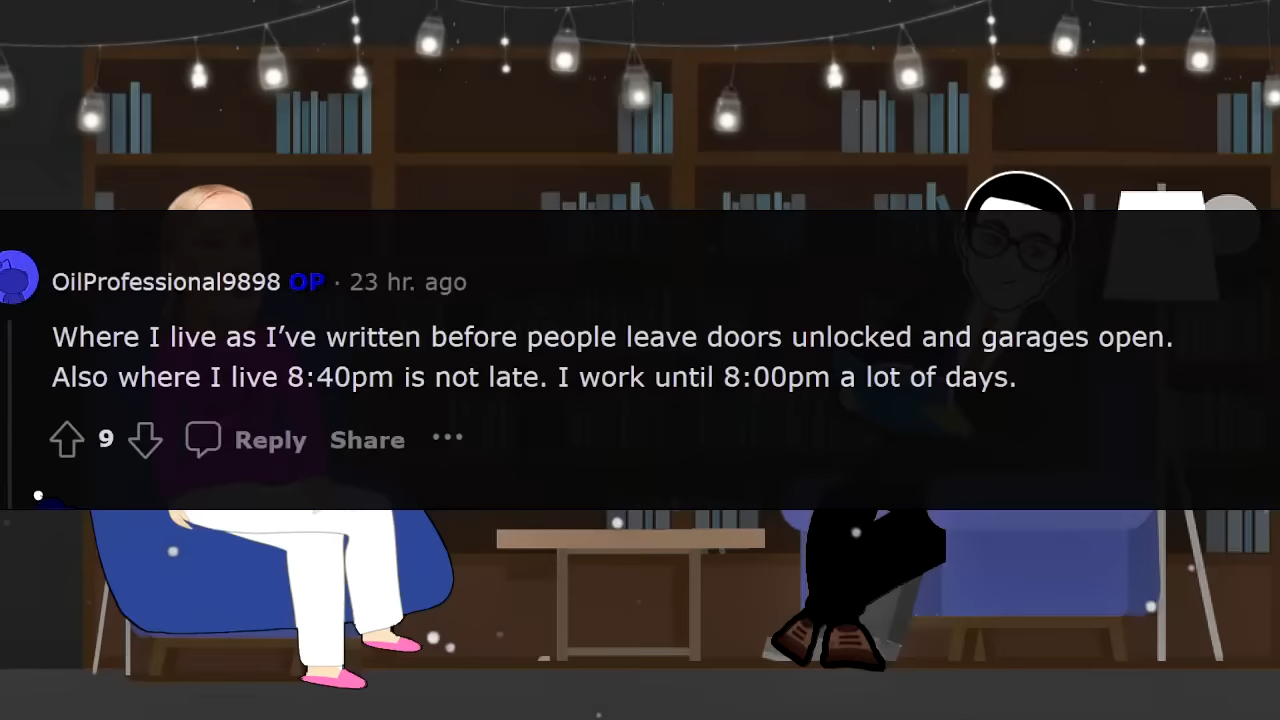 OilProfessional9898 OP · 23 hr. ago
Where I live as I’ve written before people leave doors unlocked and garages open.
Also where I live 8:40pm is not late. I work until 8:00pm a lot of days.
9 Reply Share ···